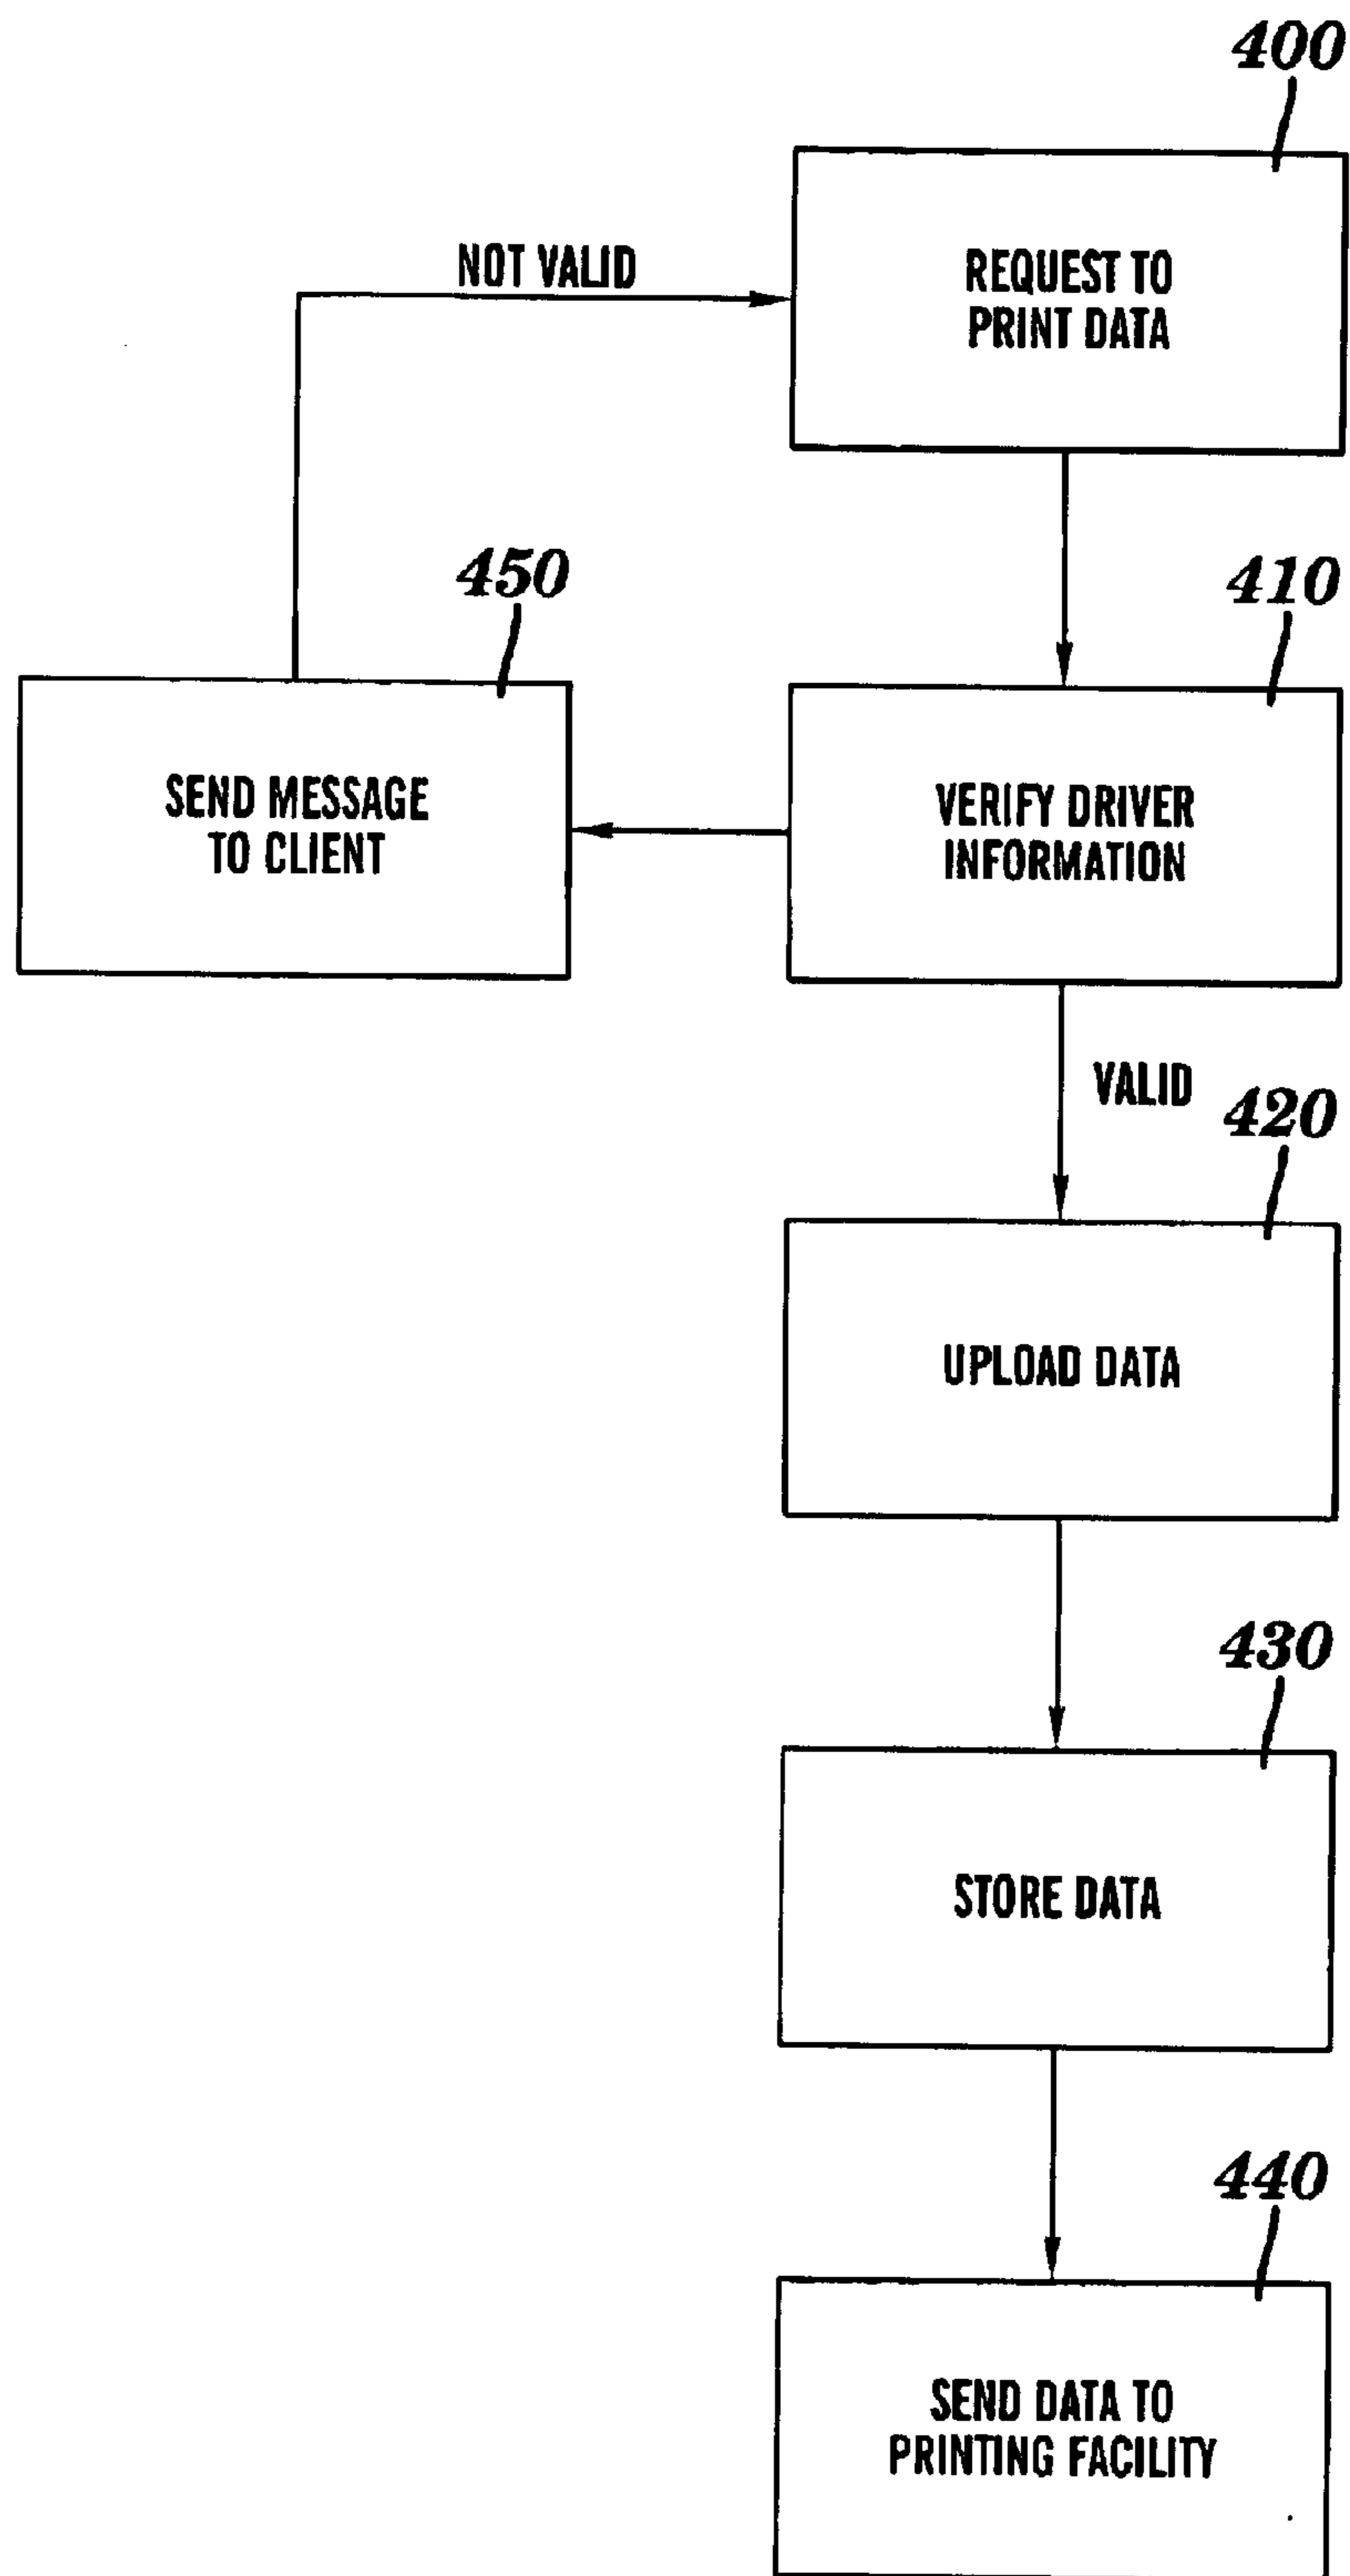 400
REQUEST TO
PRINT DATA
NOT VALID
450
SEND MESSAGE
TO CLIENT
410
VERIFY DRIVER
INFORMATION
VALID
420
UPLOAD DATA
430
STORE DATA
440
SEND DATA TO
PRINTING FACILITY